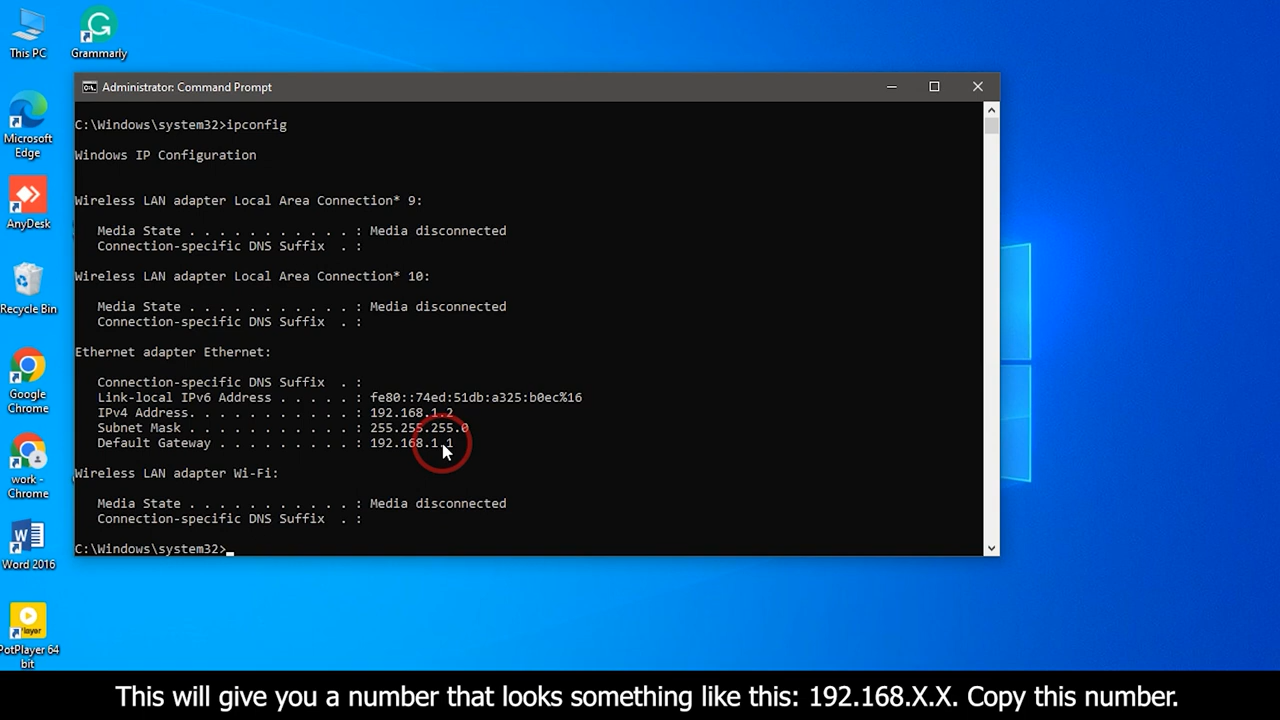 This PC
Grammarly
Microsoft
Edge
AnyDesk
Recycle Bin
Google
Chrome
work -
Chrome
Word 2016
Player
PotPlayer 64
bit
Administrator: Command Prompt
C:\Windows\system32>ipconfig
Windows IP Configuration
Wireless LAN adapter Local Area Connection* 9:
Media State . . . . . . . . . . . : Media disconnected
Connection-specific DNS Suffix  . :
Wireless LAN adapter Local Area Connection* 10:
Media State . . . . . . . . . . . : Media disconnected
Connection-specific DNS Suffix  . :
Ethernet adapter Ethernet:
Connection-specific DNS Suffix  . :
Link-local IPv6 Address . . . . . : fe80::74ed:51db:a325:b0ec%16
IPv4 Address. . . . . . . . . . . : 192.168.1.2
Subnet Mask . . . . . . . . . . . : 255.255.255.0
Default Gateway . . . . . . . . . : 192.168.1.1
Wireless LAN adapter Wi-Fi:
Media State . . . . . . . . . . . : Media disconnected
Connection-specific DNS Suffix  . :
C:\Windows\system32>
This will give you a number that looks something like this: 192.168.X.X. Copy this number.